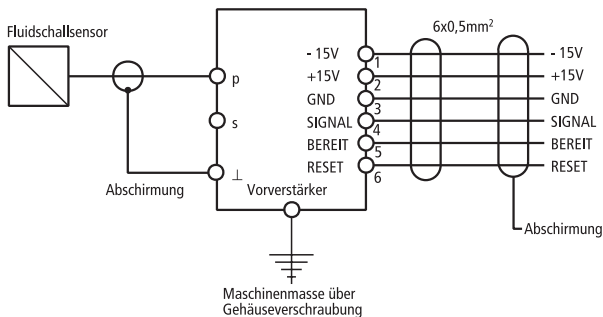 Fluidschallsensor
6x0,5mm²
- 15V
1
- 15V
p
+15V
2
+15V
GND
3
GND
s
SIGNAL
4
SIGNAL
BEREIT
5
BEREIT
⊥
RESET
6
RESET
Abschirmung
Vorverstärker
Abschirmung
Maschinenmasse über
Gehäuseverschraubung